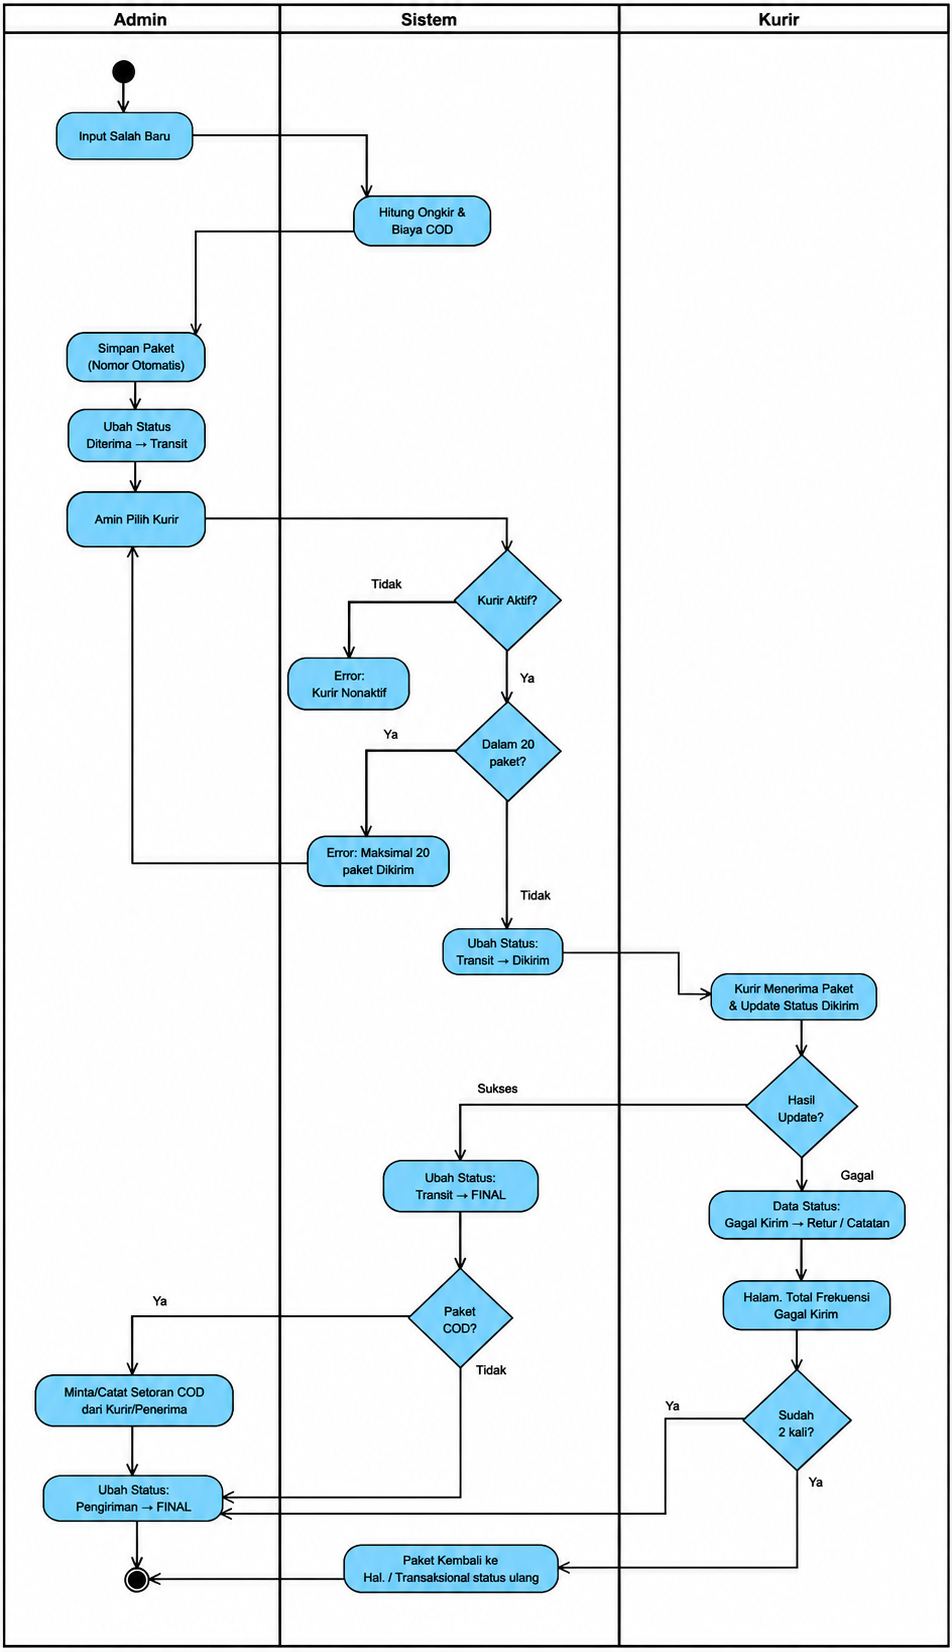 Admin
Sistem
Kurir
Input Salah Baru
Hitung Ongkir &
Biaya COD
Simpan Paket
(Nomor Otomatis)
Ubah Status
Diterima → Transit
Amin Pilih Kurir
Kurir Aktif?
Tidak
Error:
Kurir Nonaktif
Ya
Dalam 20
paket?
Ya
Error: Maksimal 20
paket Dikirim
Tidak
Ubah Status:
Transit → Dikirim
Kurir Menerima Paket
& Update Status Dikirim
Hasil
Update?
Sukses
Gagal
Ubah Status:
Transit → FINAL
Data Status:
Gagal Kirim → Retur / Catatan
Halam. Total Frekuensi
Gagal Kirim
Paket
COD?
Ya
Tidak
Minta/Catat Setoran COD
dari Kurir/Penerima
Sudah
2 kali?
Ya
Ya
Ubah Status:
Pengiriman → FINAL
Paket Kembali ke
Hal. / Transaksional status ulang